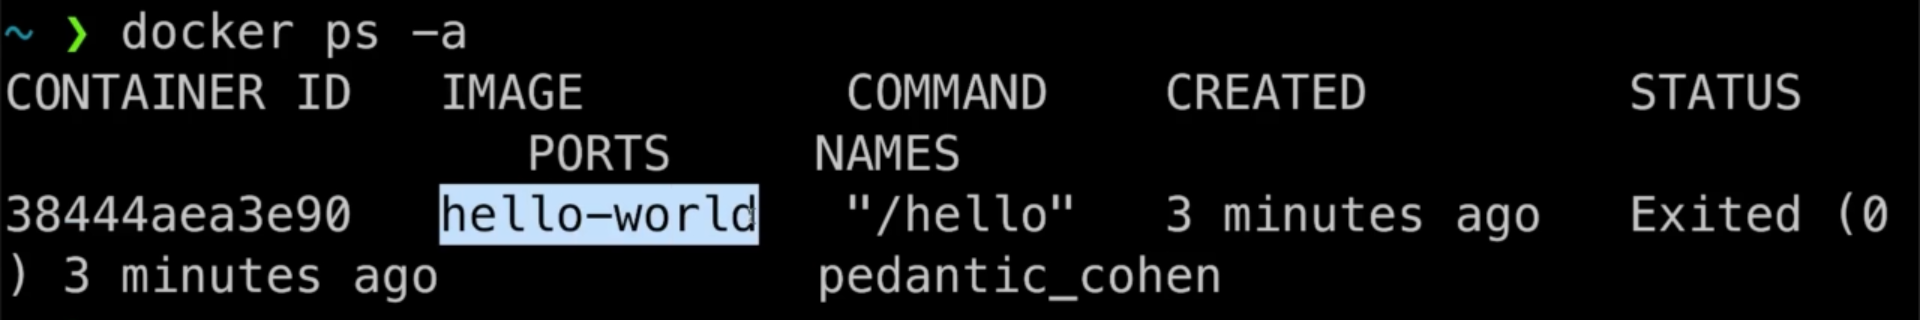 ~ ❯ docker ps -a
CONTAINER ID IMAGE COMMAND CREATED STATUS
PORTS NAMES
38444aea3e90 hello-world "/hello" 3 minutes ago Exited (0
) 3 minutes ago pedantic_cohen